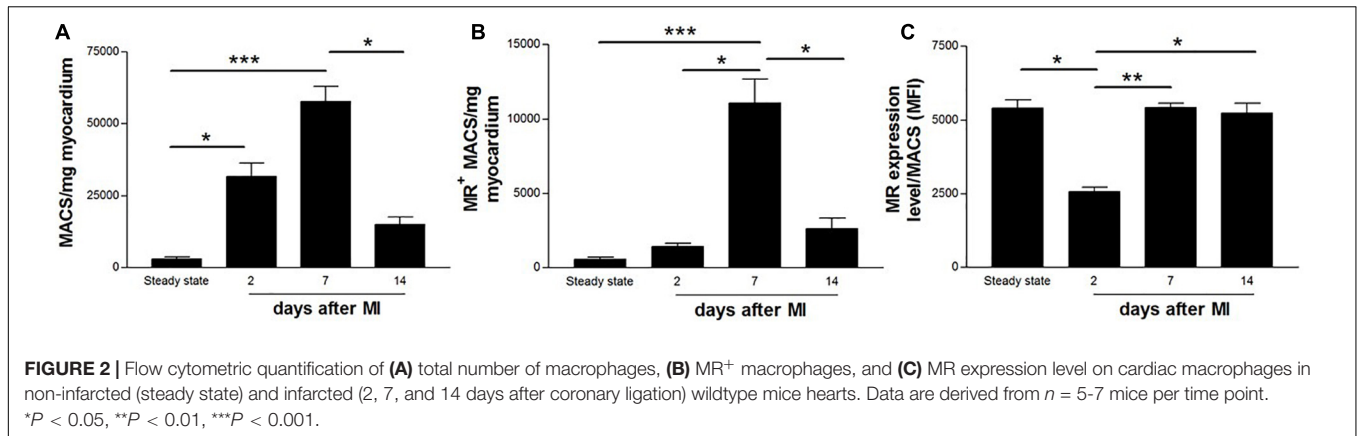 A
MACS/mg myocardium
75000
50000
25000
0
***
*
*
Steady state 2 7 14
days after MI
B
MR+ MACS/mg
myocardium
15000
10000
5000
0
***
*
*
Steady state 2 7 14
days after MI
C
MR expression
level/MACS (MFI)
7500
5000
2500
0
*
*
**
Steady state 2 7 14
days after MI
FIGURE 2 | Flow cytometric quantification of (A) total number of macrophages, (B) MR+ macrophages, and (C) MR expression level on cardiac macrophages in
non-infarcted (steady state) and infarcted (2, 7, and 14 days after coronary ligation) wildtype mice hearts. Data are derived from n = 5-7 mice per time point.
*P < 0.05, **P < 0.01, ***P < 0.001.